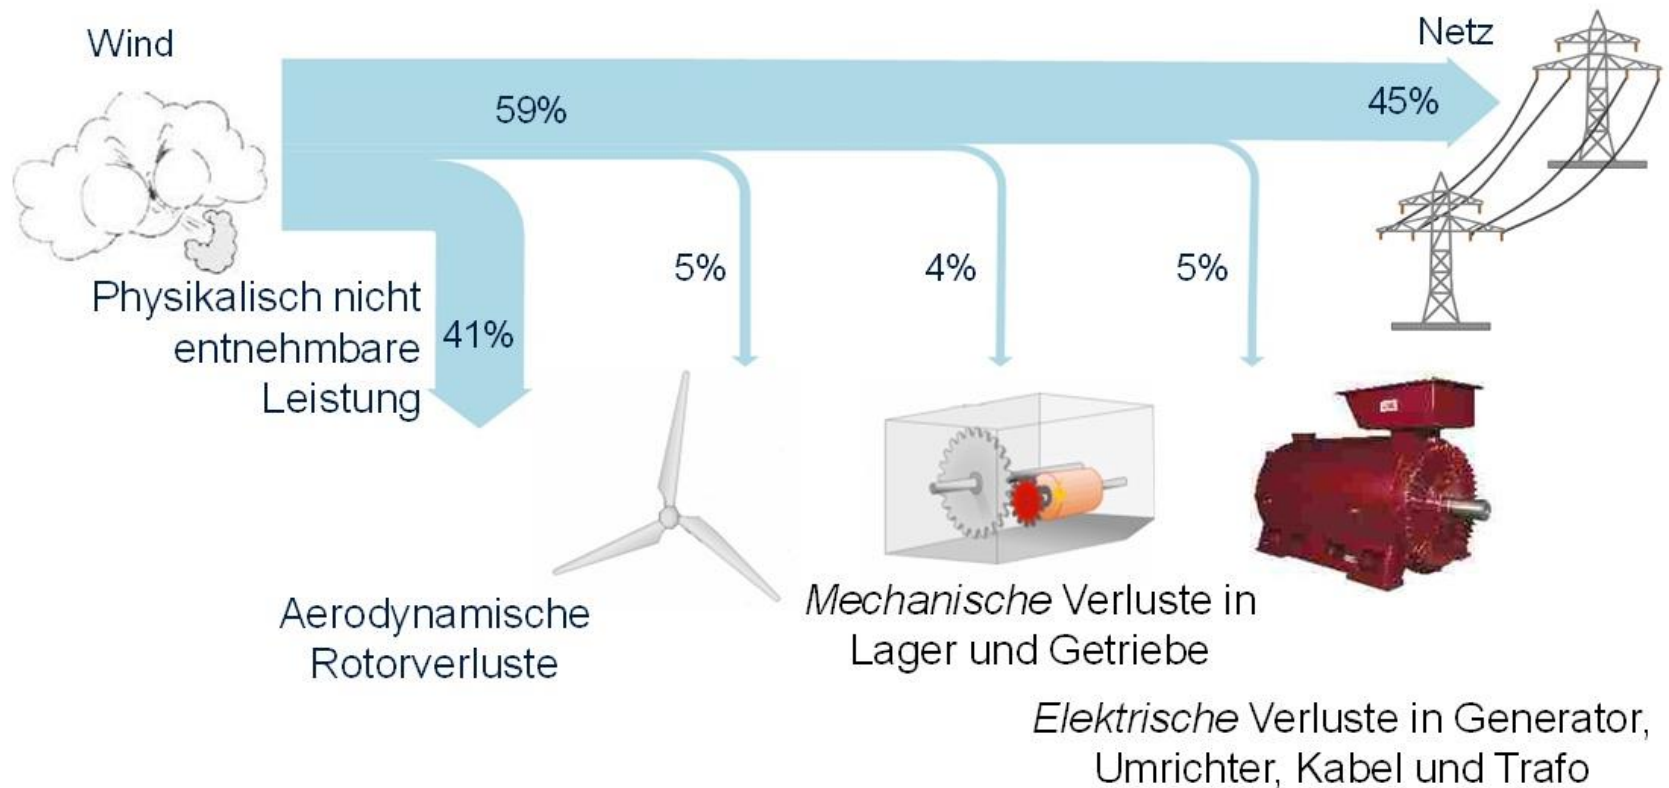 Wind
Netz
59%
45%
5%
4%
5%
Physikalisch nicht
entnehmbare
Leistung
41%
Aerodynamische
Rotorverluste
Mechanische Verluste in
Lager und Getriebe
Elektrische Verluste in Generator,
Umrichter, Kabel und Trafo